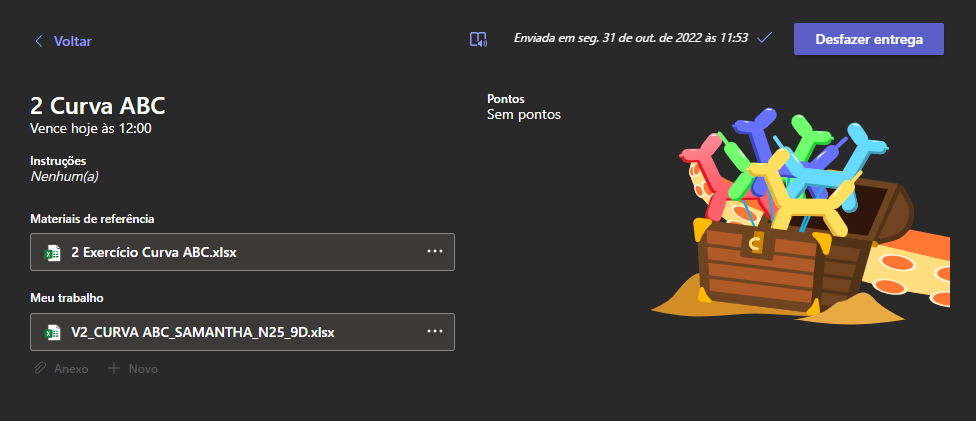 Voltar
Enviada em seg. 31 de out. de 2022 às 11:53
Desfazer entrega
2 Curva ABC
Vence hoje às 12:00
Pontos
Sem pontos
Instruções
Nenhum(a)
Materiais de referência
2 Exercício Curva ABC.xlsx
Meu trabalho
V2_CURVA ABC_SAMANTHA_N25_9D.xlsx
Anexo
Novo